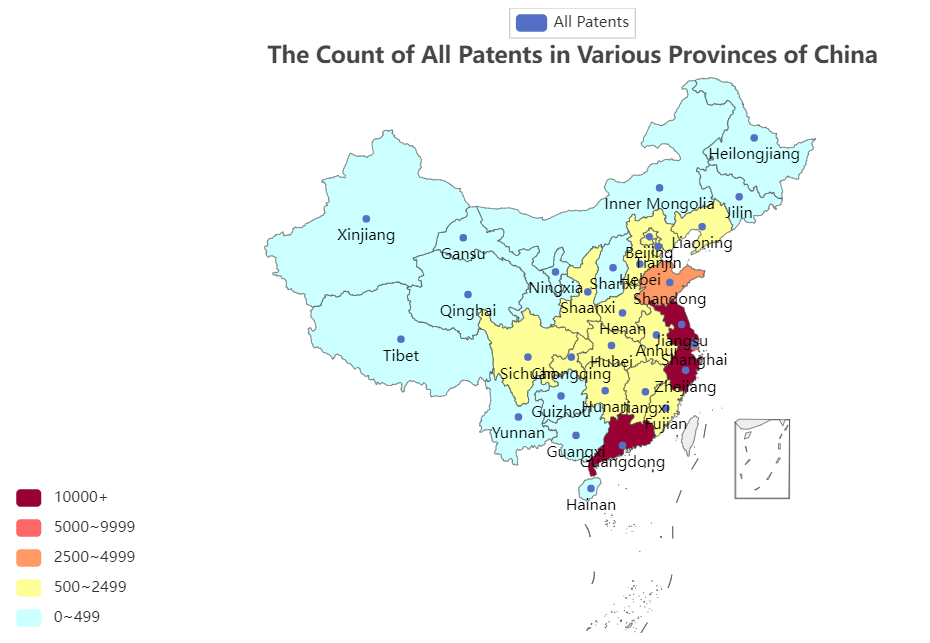 All Patents
The Count of All Patents in Various Provinces of China
Heilongjiang
Inner Mongolia
Jilin
Xinjiang
Liaoning
Gansu
Beijing
Tianjin
Hebei
Ningxia
Shanxi
Shandong
Qinghai
Shaanxi
Henan
Jiangsu
Anhui
Tibet
Shanghai
Hubei
Sichuan
Chongqing
Zhejiang
Guizhou
Hunan
Jiangxi
Fujian
Yunnan
Guangxi
Guangdong
Hainan
10000+
5000~9999
2500~4999
500~2499
0~499